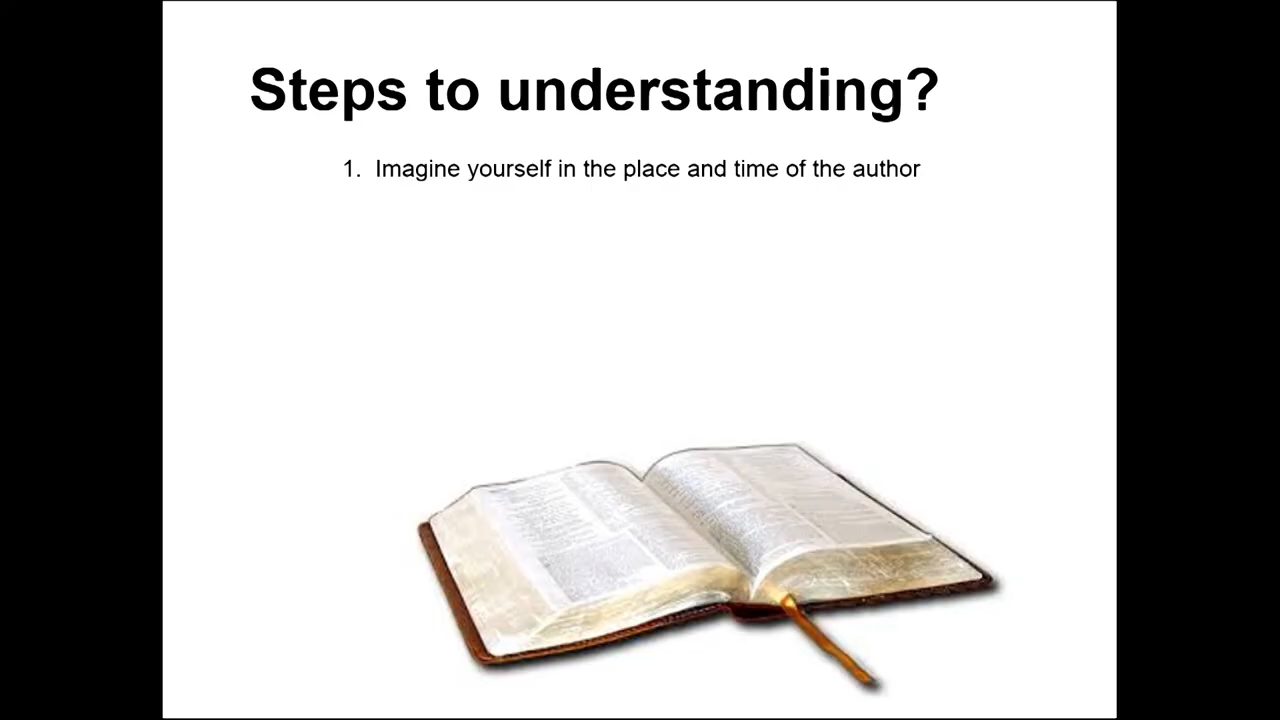 Steps to understanding?
1. Imagine yourself in the place and time of the author